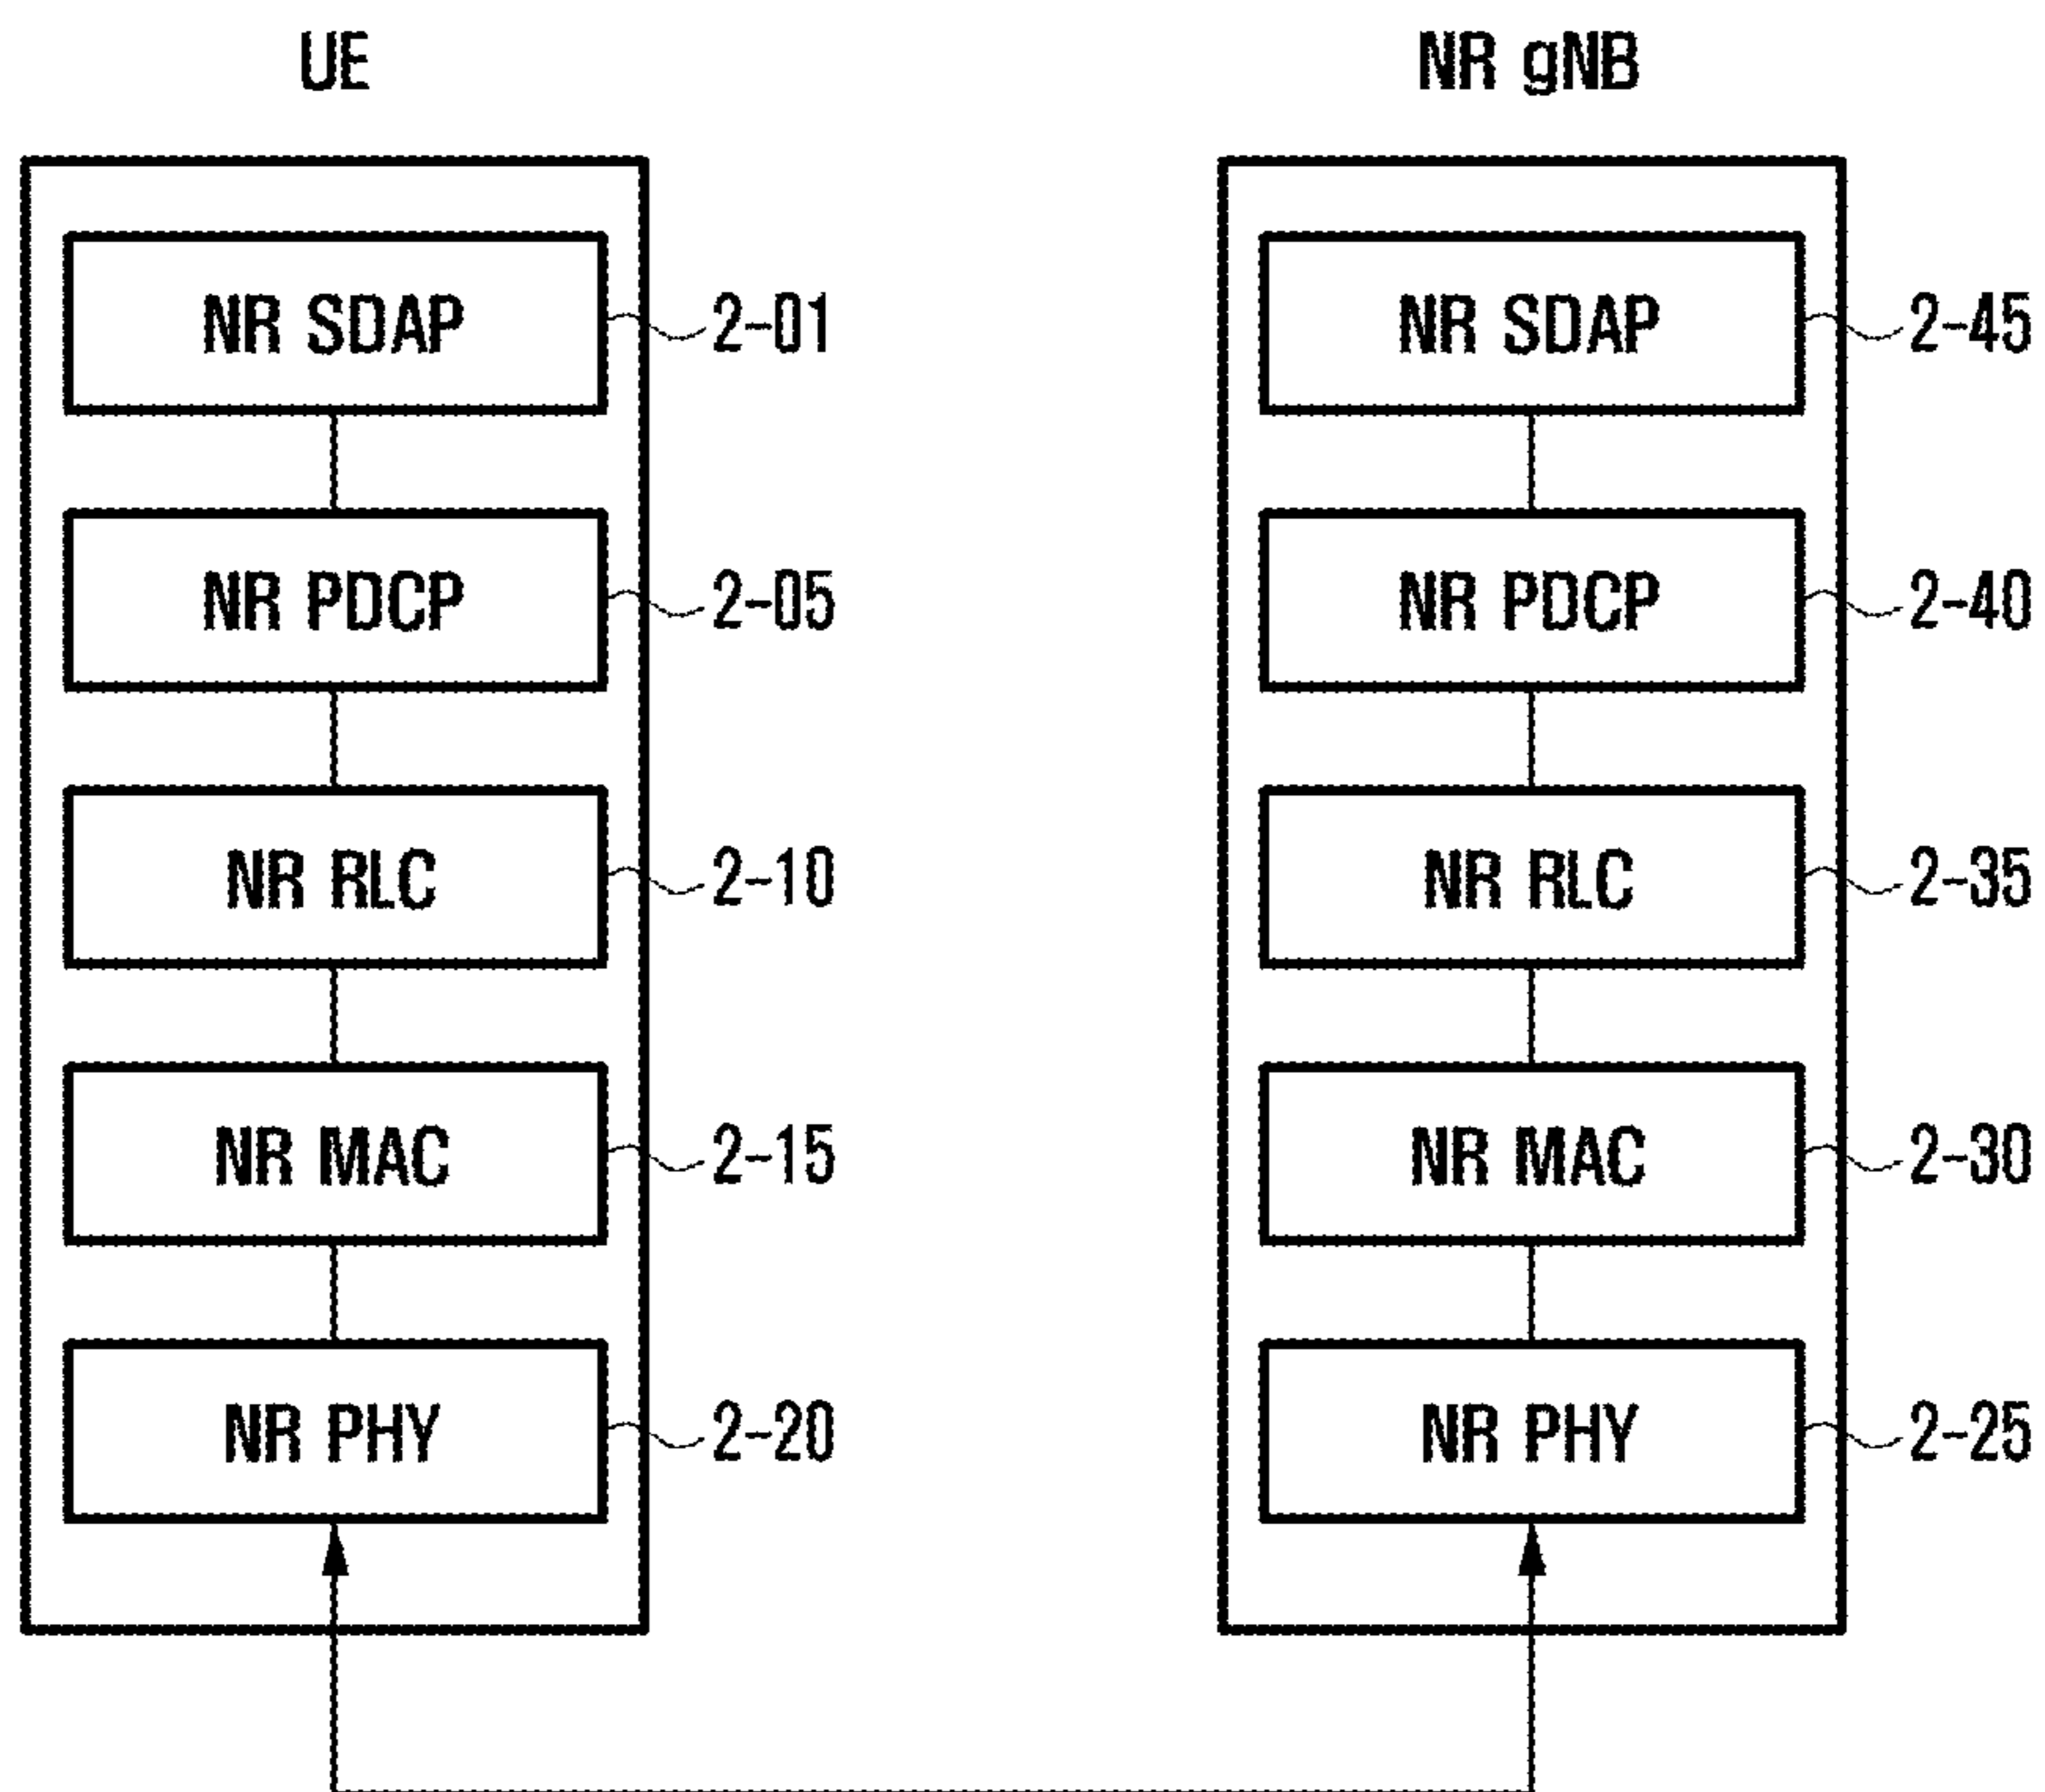 UE
NR gNB
NR SDAP 2-01
NR SDAP 2-45
NR PDCP 2-05
NR PDCP 2-40
NR RLC 2-10
NR RLC 2-35
NR MAC 2-15
NR MAC 2-30
NR PHY 2-20
NR PHY 2-25